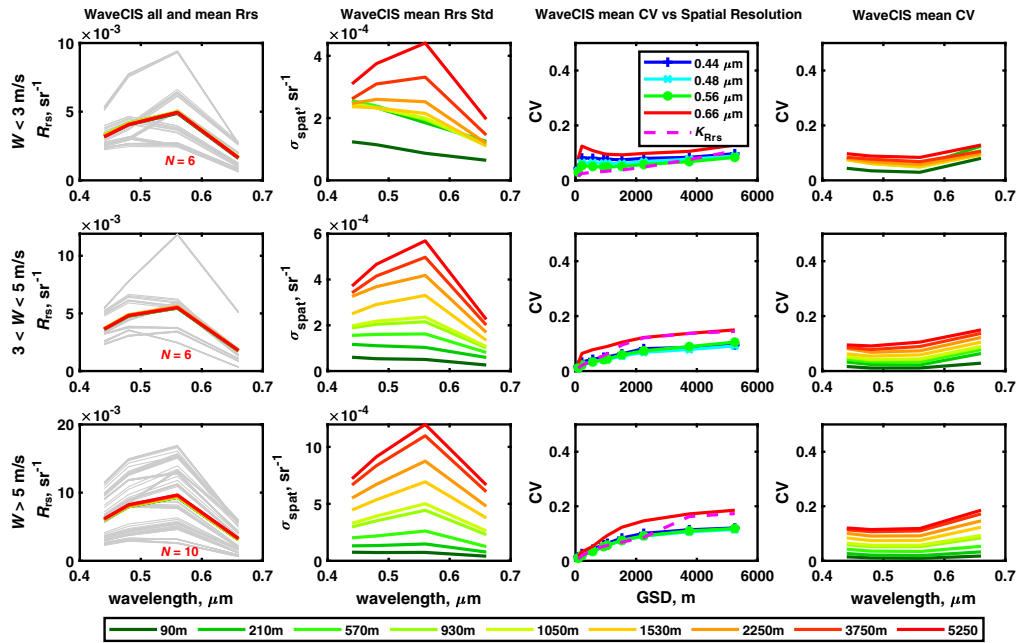 WaveCIS all and mean Rrs
WaveCIS mean Rrs Std
WaveCIS mean CV vs Spatial Resolution
WaveCIS mean CV
W < 3 m/s
R_rs, sr^-1
×10^-3
10
5
0
0.4 0.5 0.6 0.7
N = 6
σ_spat, sr^-1
×10^-4
4
2
0
0.4 0.5 0.6 0.7
CV
0.4
0.2
0
0 2000 4000 6000
0.44 μm
0.48 μm
0.56 μm
0.66 μm
K_Rrs
CV
0.4
0.2
0
0.4 0.5 0.6 0.7
3 < W < 5 m/s
R_rs, sr^-1
×10^-3
10
5
0
0.4 0.5 0.6 0.7
N = 6
σ_spat, sr^-1
×10^-4
6
4
2
0
0.4 0.5 0.6 0.7
CV
0.4
0.2
0
0 2000 4000 6000
CV
0.4
0.2
0
0.4 0.5 0.6 0.7
W > 5 m/s
R_rs, sr^-1
×10^-3
20
10
0
0.4 0.5 0.6 0.7
N = 10
wavelength, μm
σ_spat, sr^-1
×10^-4
10
5
0
0.4 0.5 0.6 0.7
wavelength, μm
CV
0.4
0.2
0
0 2000 4000 6000
GSD, m
CV
0.4
0.2
0
0.4 0.5 0.6 0.7
wavelength, μm
90m 210m 570m 930m 1050m 1530m 2250m 3750m 5250